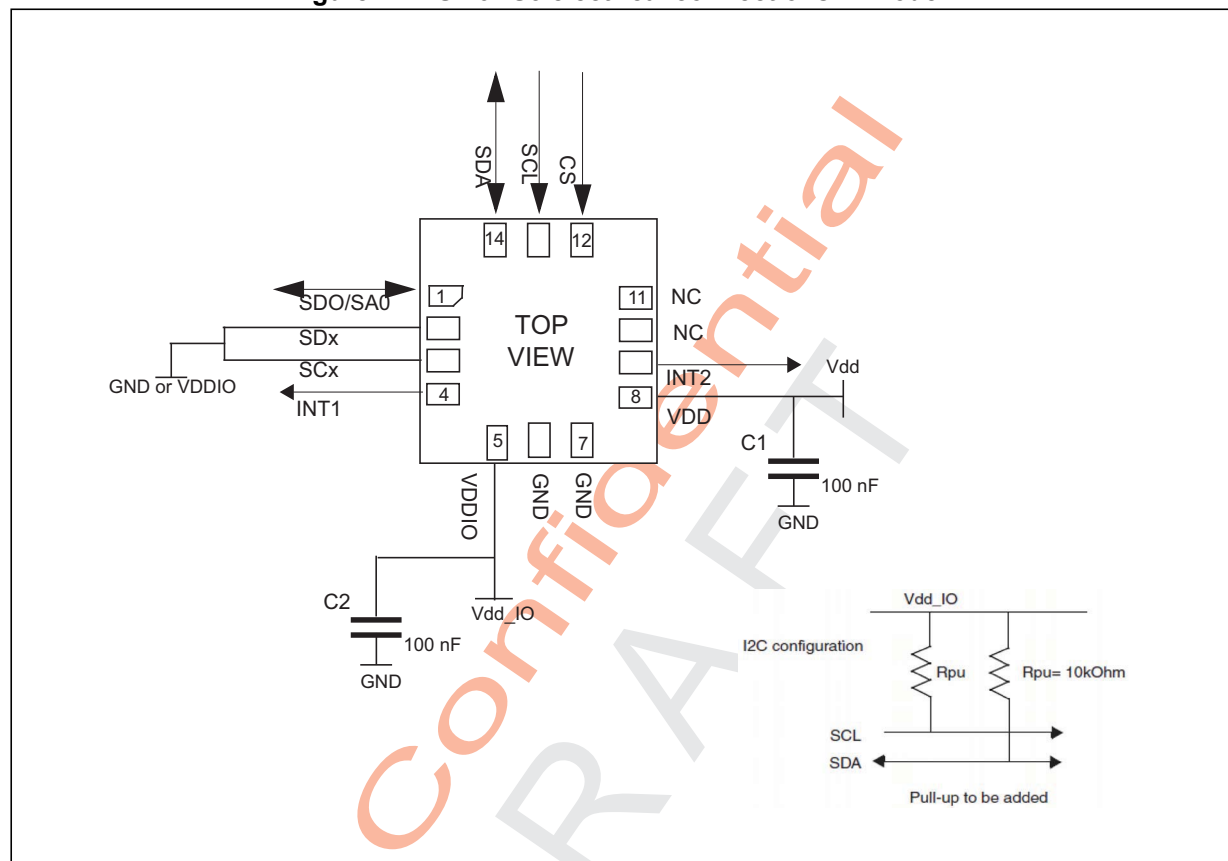 SDA
SCL
CS
14
12
1
11
NC
SDO/SA0
NC
TOP
VIEW
SDx
SCx
GND or VDDIO
INT2
Vdd
INT1
4
8
VDD
5
7
C1
100 nF
GND
VDDIO
GND
GND
C2
Vdd_IO
100 nF
GND
Vdd_IO
I2C configuration
Rpu
Rpu= 10kOhm
SCL
SDA
Pull-up to be added
Confidential
RAFT